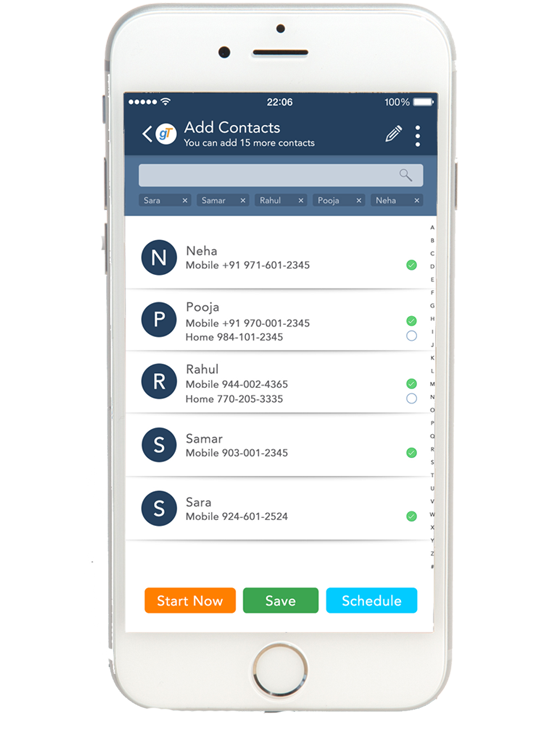 22:06
100%
gT
Add Contacts
You can add 15 more contacts
Sara × Samar × Rahul × Pooja × Neha ×
N
Neha
Mobile +91 971-601-2345
P
Pooja
Mobile +91 970-001-2345
Home 984-101-2345
R
Rahul
Mobile 944-002-4365
Home 770-205-3335
S
Samar
Mobile 903-001-2345
S
Sara
Mobile 924-601-2524
A
B
C
D
E
F
G
H
I
J
K
L
M
N
O
P
Q
R
S
T
U
V
W
X
Y
Z
#
Start Now
Save
Schedule